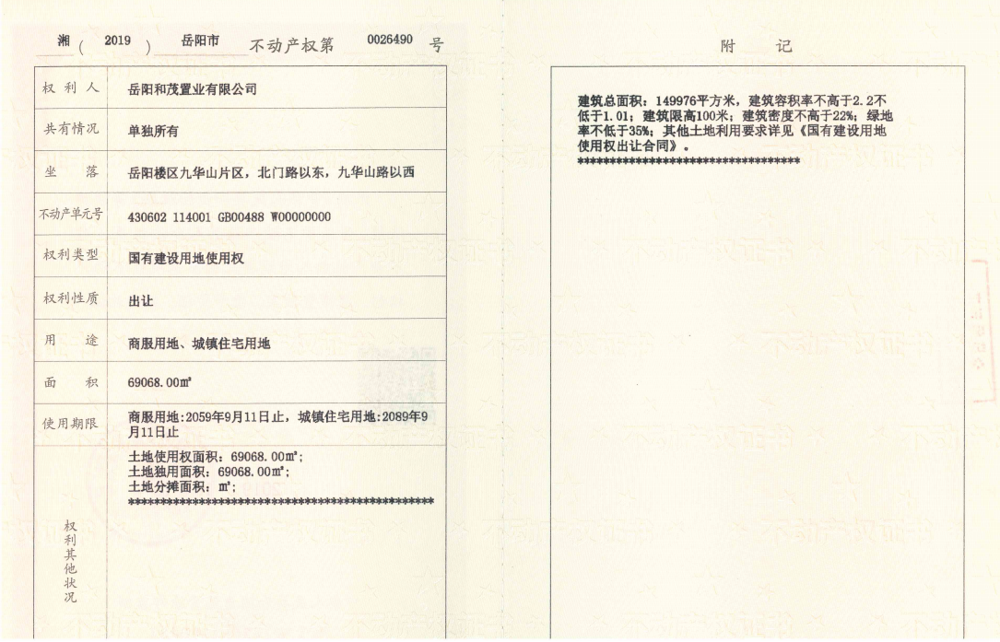 湘 ( 2019 ) 岳阳市 不动产权第 0026490 号
权利人 岳阳和茂置业有限公司
共有情况 单独所有
坐落 岳阳楼区九华山片区，北门路以东，九华山路以西
不动产单元号 430602 114001 GB00488 W00000000
权利类型 国有建设用地使用权
权利性质 出让
用途 商服用地、城镇住宅用地
面积 69068.00㎡
使用期限 商服用地:2059年9月11日止，城镇住宅用地:2089年9
月11日止
权利其他状况
土地使用权面积：69068.00㎡;
土地独用面积：69068.00㎡;
土地分摊面积：㎡;
************************************************
附记
建筑总面积：149976平方米，建筑容积率不高于2.2不
低于1.01；建筑限高100米；建筑密度不高于22%；绿地
率不低于35%；其他土地利用要求详见《国有建设用地
使用权出让合同》。
***********************************